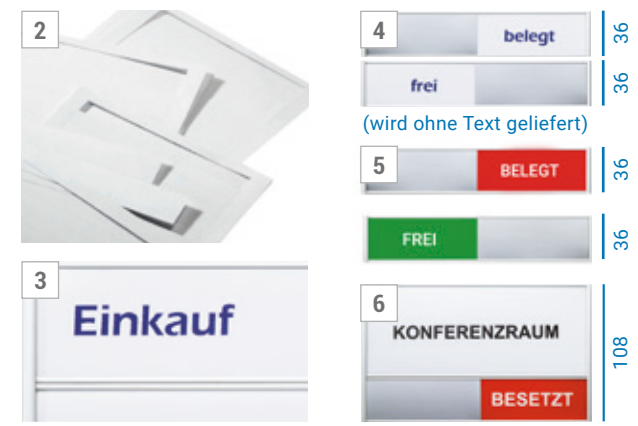 2
3
Einkauf
4
belegt
36
frei
36
(wird ohne Text geliefert)
5
BELEGT
36
FREI
36
6
KONFERENZRAUM
BESETZT
108